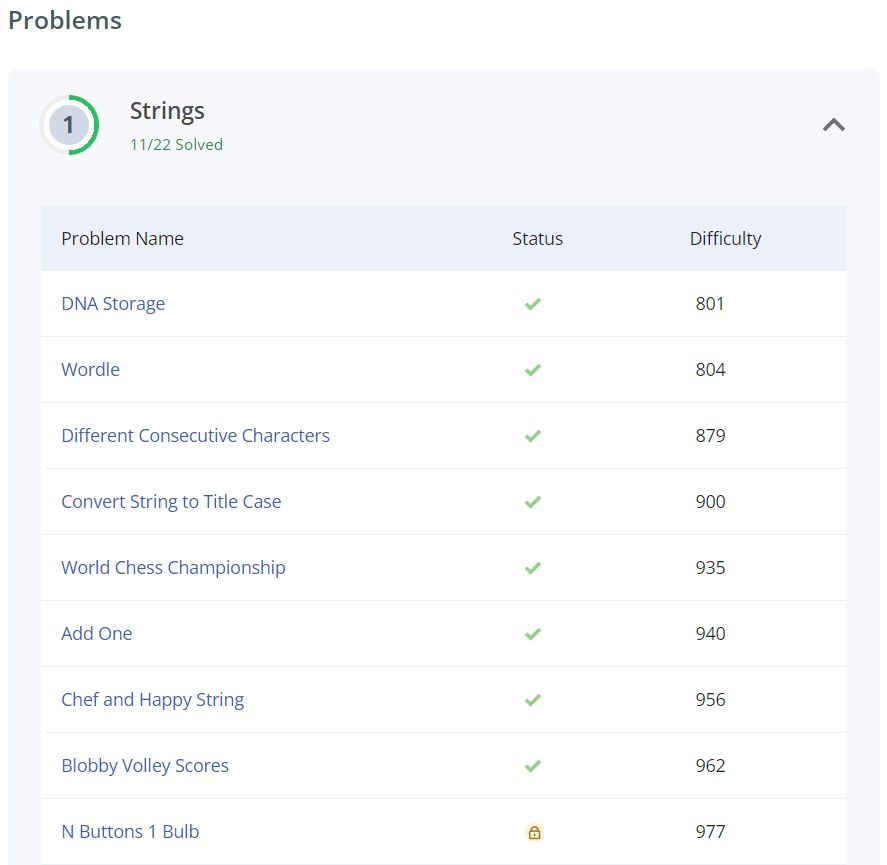 Problems
1
Strings
11/22 Solved
Problem Name Status Difficulty
DNA Storage 801
Wordle 804
Different Consecutive Characters 879
Convert String to Title Case 900
World Chess Championship 935
Add One 940
Chef and Happy String 956
Blobby Volley Scores 962
N Buttons 1 Bulb 977